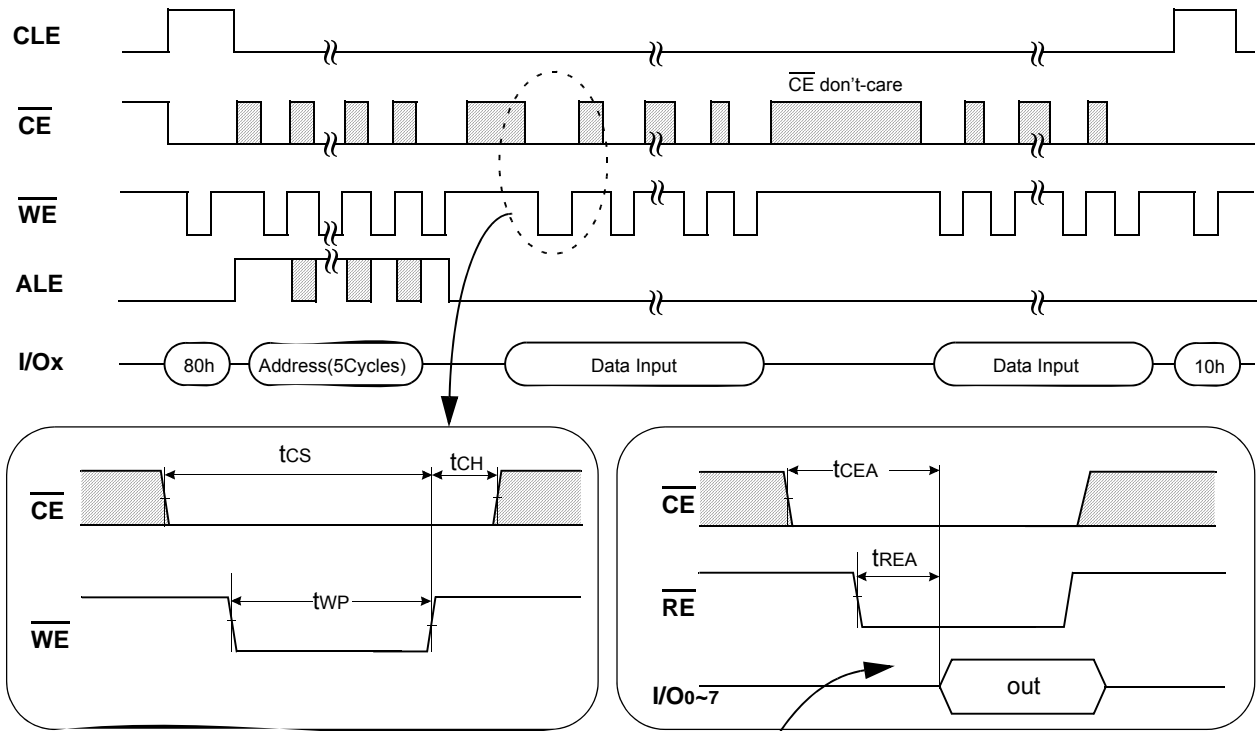 CLE
CE don't-care
CE
WE
ALE
I/Ox 80h Address(5Cycles) Data Input Data Input 10h
tCS tCH
CE
tWP
WE
tCEA
CE
tREA
RE
I/O0~7 out